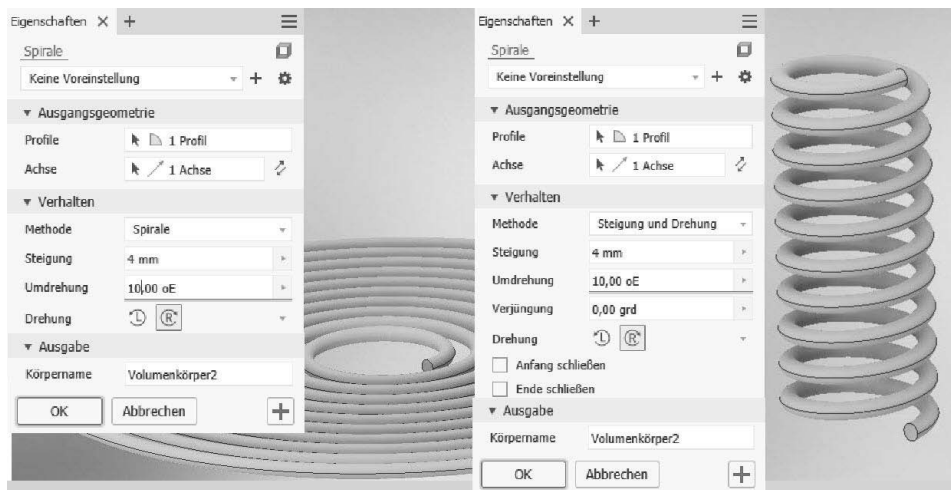 Eigenschaften × +
Spirale
Keine Voreinstellung
Ausgangsgeometrie
Profile 1 Profil
Achse 1 Achse
Verhalten
Methode Spirale
Steigung 4 mm
Umdrehung 10,00 oE
Drehung L R
Ausgabe
Körpername Volumenkörper2
OK Abbrechen +
Eigenschaften × +
Spirale
Keine Voreinstellung
Ausgangsgeometrie
Profile 1 Profil
Achse 1 Achse
Verhalten
Methode Steigung und Drehung
Steigung 4 mm
Umdrehung 10,00 oE
Verjüngung 0,00 grd
Drehung L R
Anfang schließen
Ende schließen
Ausgabe
Körpername Volumenkörper2
OK Abbrechen +